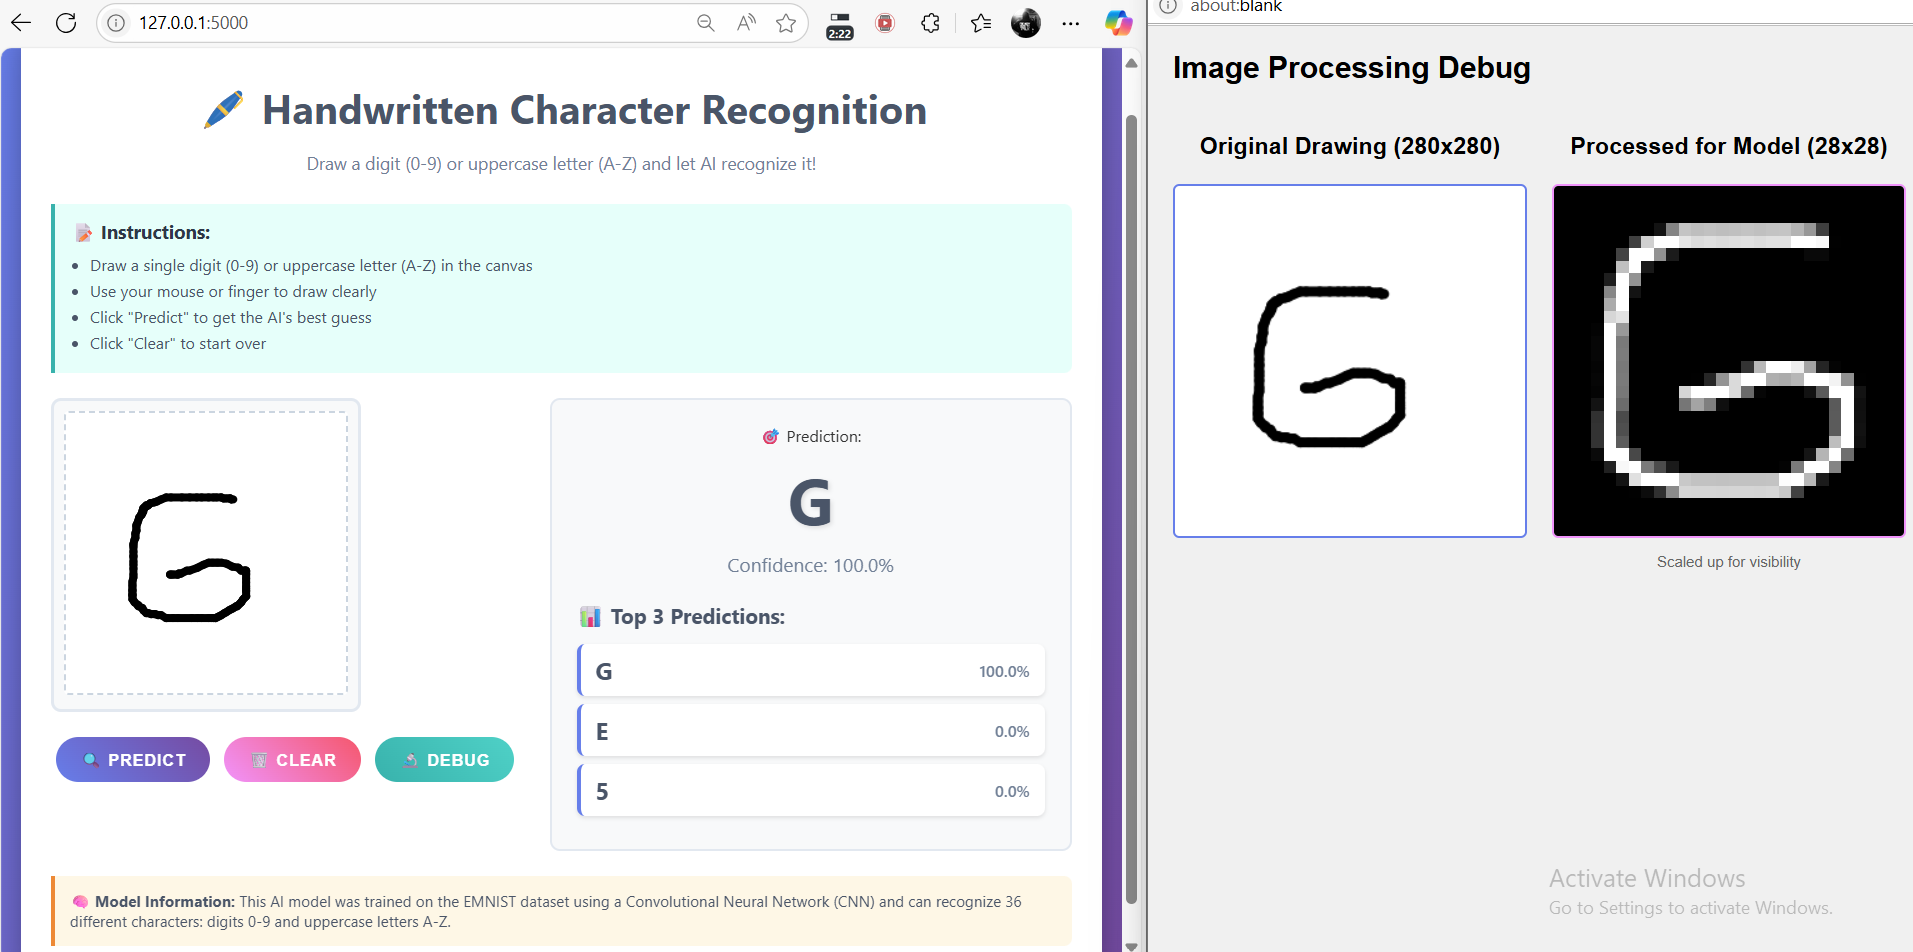 127.0.0.1:5000
2:22
Handwritten Character Recognition
Draw a digit (0-9) or uppercase letter (A-Z) and let AI recognize it!
Instructions:
Draw a single digit (0-9) or uppercase letter (A-Z) in the canvas
Use your mouse or finger to draw clearly
Click "Predict" to get the AI's best guess
Click "Clear" to start over
G
PREDICT
CLEAR
DEBUG
Prediction:
G
Confidence: 100.0%
Top 3 Predictions:
G 100.0%
E 0.0%
5 0.0%
Model Information: This AI model was trained on the EMNIST dataset using a Convolutional Neural Network (CNN) and can recognize 36
different characters: digits 0-9 and uppercase letters A-Z.
about:blank
Image Processing Debug
Original Drawing (280x280)
G
Processed for Model (28x28)
G
Scaled up for visibility
Activate Windows
Go to Settings to activate Windows.